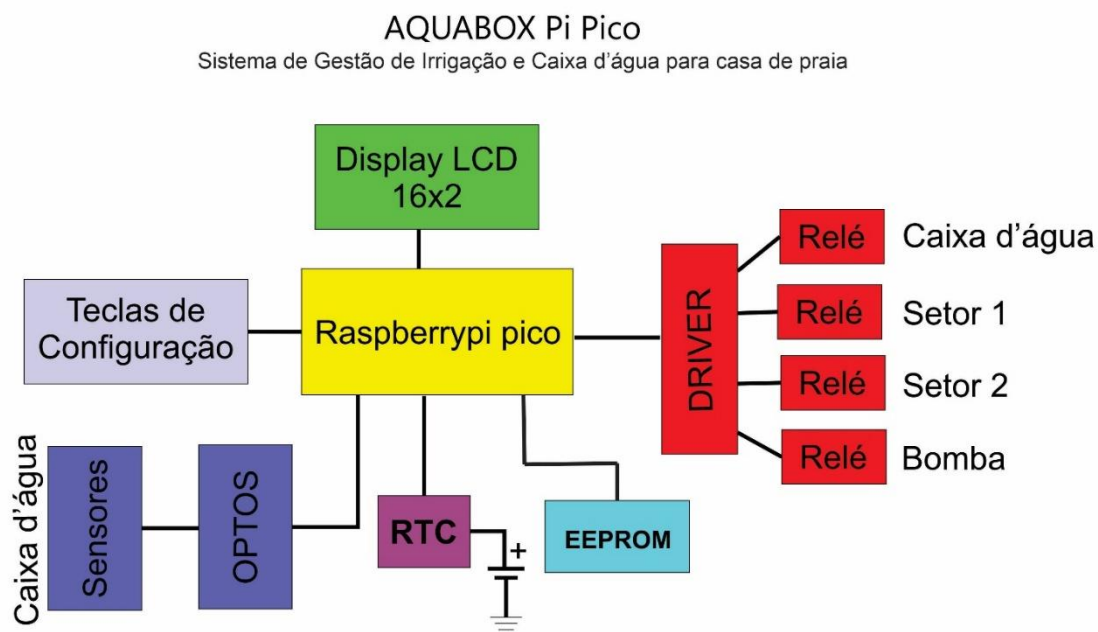 AQUABOX Pi Pico
Sistema de Gestão de Irrigação e Caixa d'água para casa de praia
Display LCD
16x2
Teclas de
Configuração
Raspberrypi pico
DRIVER
Relé
Caixa d'água
Relé
Setor 1
Relé
Setor 2
Relé
Bomba
Caixa d'água
Sensores
OPTOS
RTC
+
EEPROM